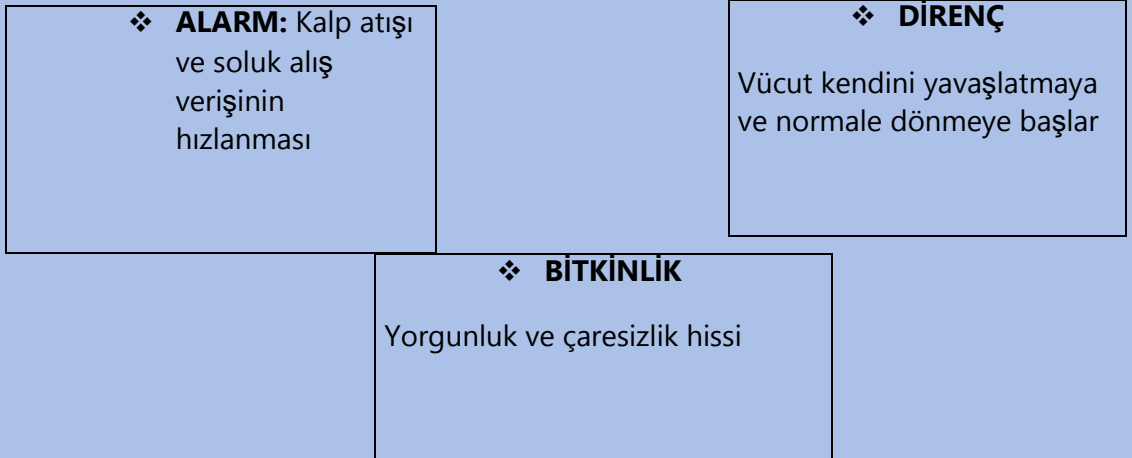 ❖ ALARM: Kalp atışı
ve soluk alış
verişinin
hızlanması
❖ DİRENÇ
Vücut kendini yavaşlatmaya
ve normale dönmeye başlar
❖ BİTKİNLİK
Yorgunluk ve çaresizlik hissi